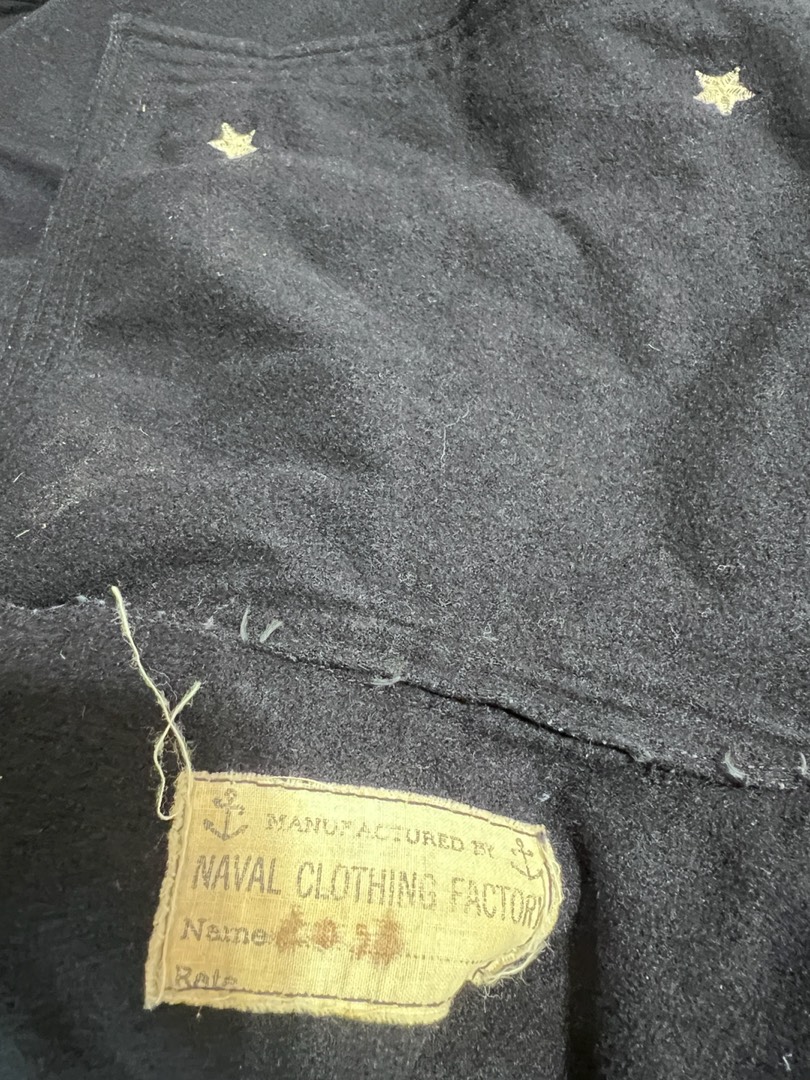 MANUFACTURED BY
NAVAL CLOTHING FACTORY
Name
Rate